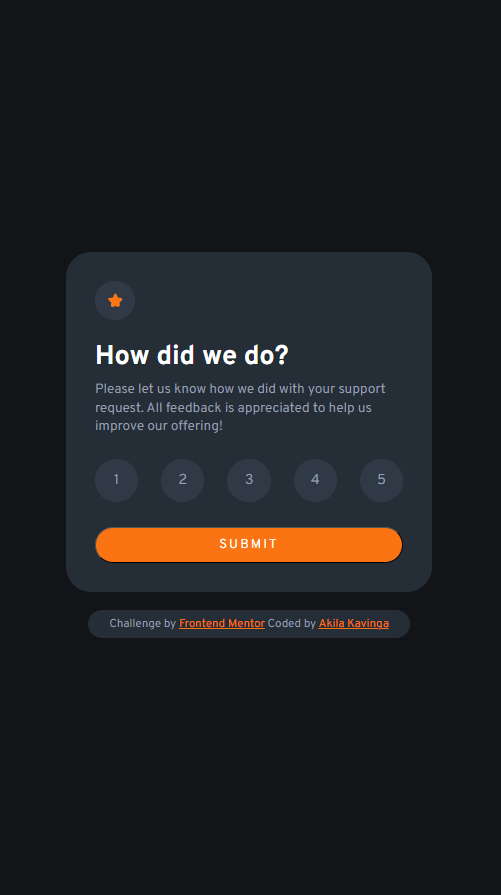 How did we do?
Please let us know how we did with your support
request. All feedback is appreciated to help us
improve our offering!
1 2 3 4 5
SUBMIT
Challenge by Frontend Mentor Coded by Akila Kavinga